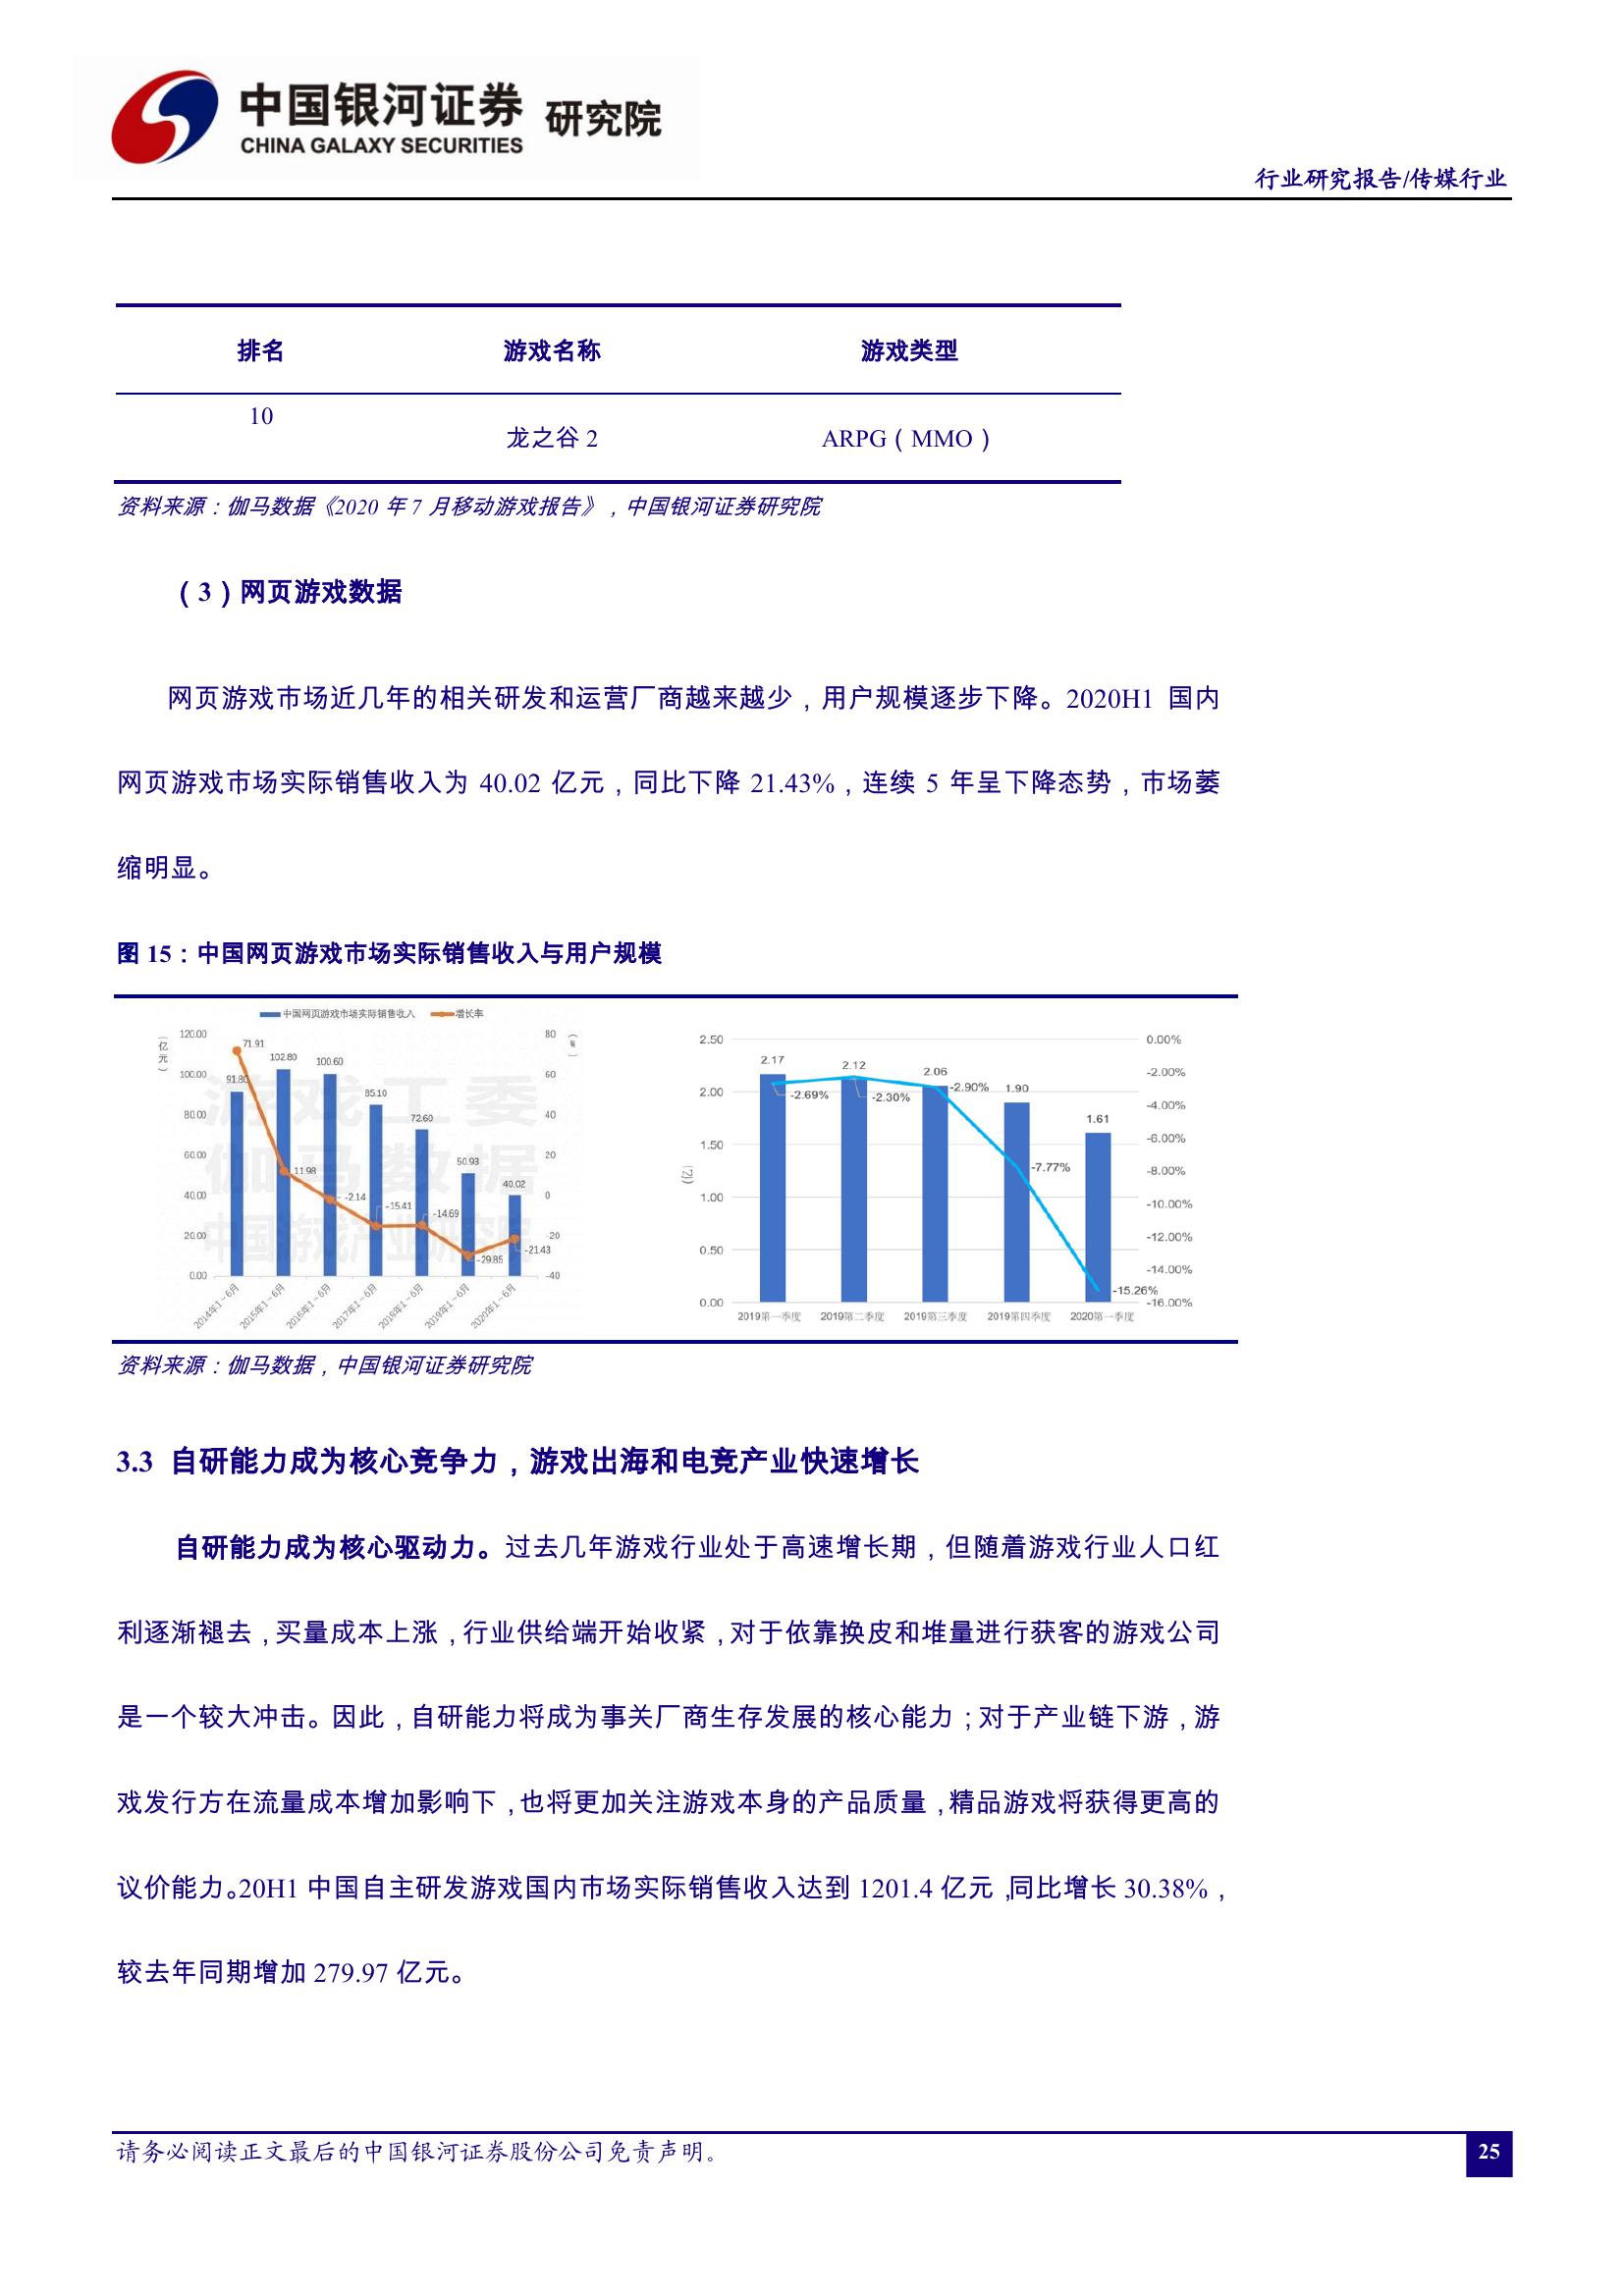 中国银河证券 研究院
CHINA GALAXY SECURITIES
行业研究报告/传媒行业
排名 游戏名称 游戏类型
10 龙之谷 2 ARPG（MMO）
资料来源：伽马数据《2020 年 7 月移动游戏报告》，中国银河证券研究院
（3）网页游戏数据
网页游戏市场近几年的相关研发和运营厂商越来越少，用户规模逐步下降。2020H1 国内
网页游戏市场实际销售收入为 40.02 亿元，同比下降 21.43%，连续 5 年呈下降态势，市场萎
缩明显。
图 15：中国网页游戏市场实际销售收入与用户规模
中国网页游戏市场实际销售收入 增长率
（亿元）
（%）
120.00
100.00
80.00
60.00
40.00
20.00
0.00
80
60
40
20
0
-20
-40
91.80
102.80
100.60
85.10
72.60
50.93
40.02
71.91
11.98
-2.14
-15.41
-14.69
-29.85
-21.43
2014年1-6月
2015年1-6月
2016年1-6月
2017年1-6月
2018年1-6月
2019年1-6月
2020年1-6月
游戏工委
伽马数据
中国游戏产业研究院
(亿)
2.50
2.00
1.50
1.00
0.50
0.00
0.00%
-2.00%
-4.00%
-6.00%
-8.00%
-10.00%
-12.00%
-14.00%
-16.00%
2.17
2.12
2.06
1.90
1.61
-2.69%
-2.30%
-2.90%
-7.77%
-15.26%
2019第一季度 2019第二季度 2019第三季度 2019第四季度 2020第一季度
资料来源：伽马数据，中国银河证券研究院
3.3 自研能力成为核心竞争力，游戏出海和电竞产业快速增长
自研能力成为核心驱动力。过去几年游戏行业处于高速增长期，但随着游戏行业人口红
利逐渐褪去，买量成本上涨，行业供给端开始收紧，对于依靠换皮和堆量进行获客的游戏公司
是一个较大冲击。因此，自研能力将成为事关厂商生存发展的核心能力；对于产业链下游，游
戏发行方在流量成本增加影响下，也将更加关注游戏本身的产品质量，精品游戏将获得更高的
议价能力。20H1 中国自主研发游戏国内市场实际销售收入达到 1201.4 亿元，同比增长 30.38%，
较去年同期增加 279.97 亿元。
请务必阅读正文最后的中国银河证券股份公司免责声明。
25